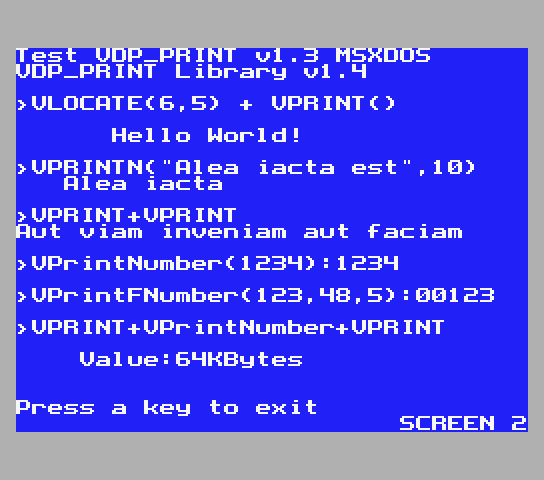 Test VDP_PRINT v1.3 MSXDOS
VDP_PRINT Library v1.4
>VLOCATE(6,5) + VPRINT()
Hello World!
>VPRINTN("Alea iacta est",10)
Alea iacta
>VPRINT+VPRINT
Aut viam inveniam aut faciam
>VPrintNumber(1234):1234
>VPrintFNumber(123,48,5):00123
>VPRINT+VPrintNumber+VPRINT
Value:64KBytes
Press a key to exit
SCREEN 2